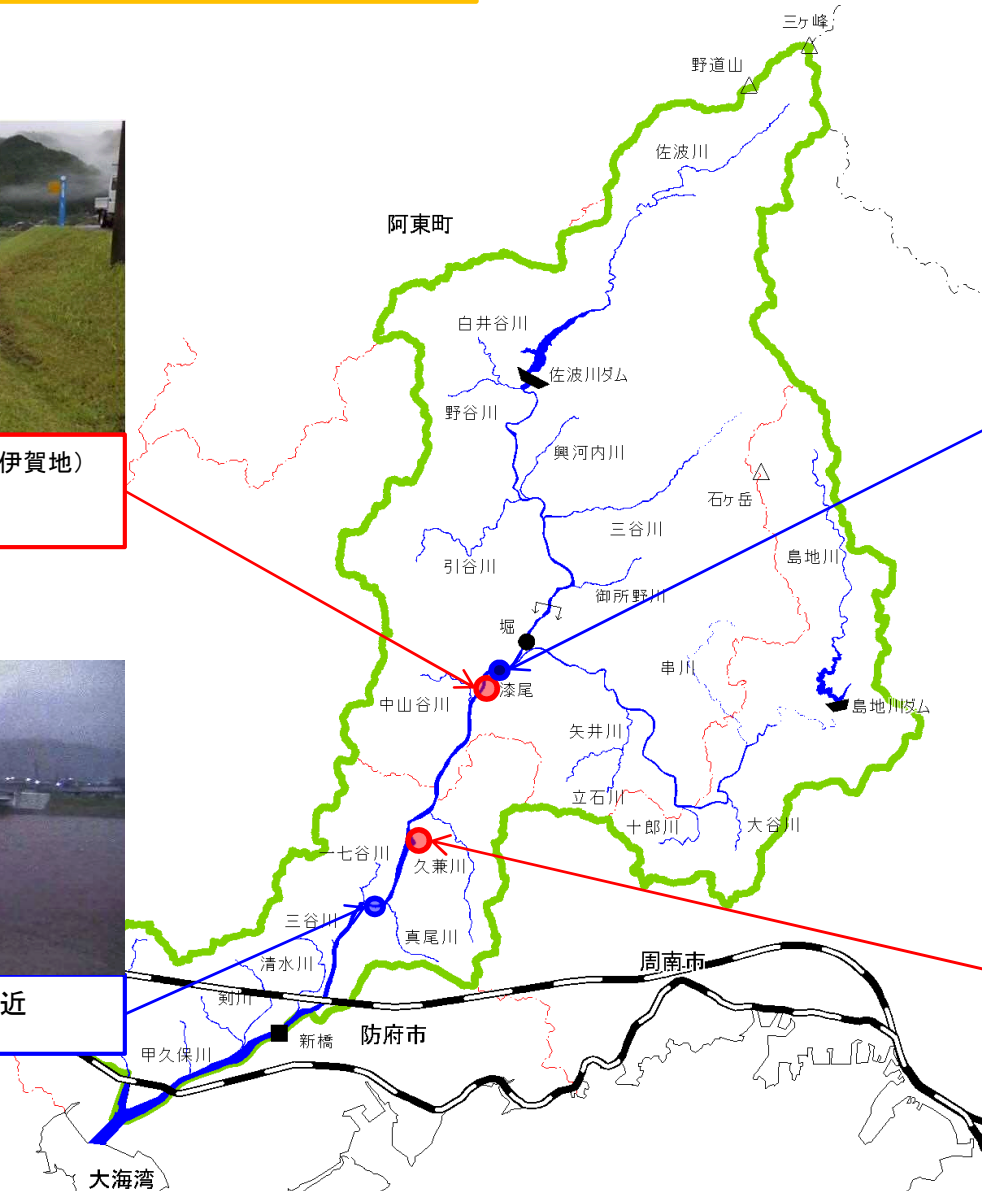 三ヶ峰
野道山
佐波川
阿東町
白井谷川
佐波川ダム
野谷川
興河内川
伊賀地）
石ヶ岳
三谷川
島地川
引谷川
御所野川
堀
串川
漆尾
中山谷川
島地川ダム
矢井川
立石川
十郎川
大谷川
一七谷川
久兼川
三谷川
真尾川
清水川
周南市
剣川
近
新橋
防府市
甲久保川
大海湾